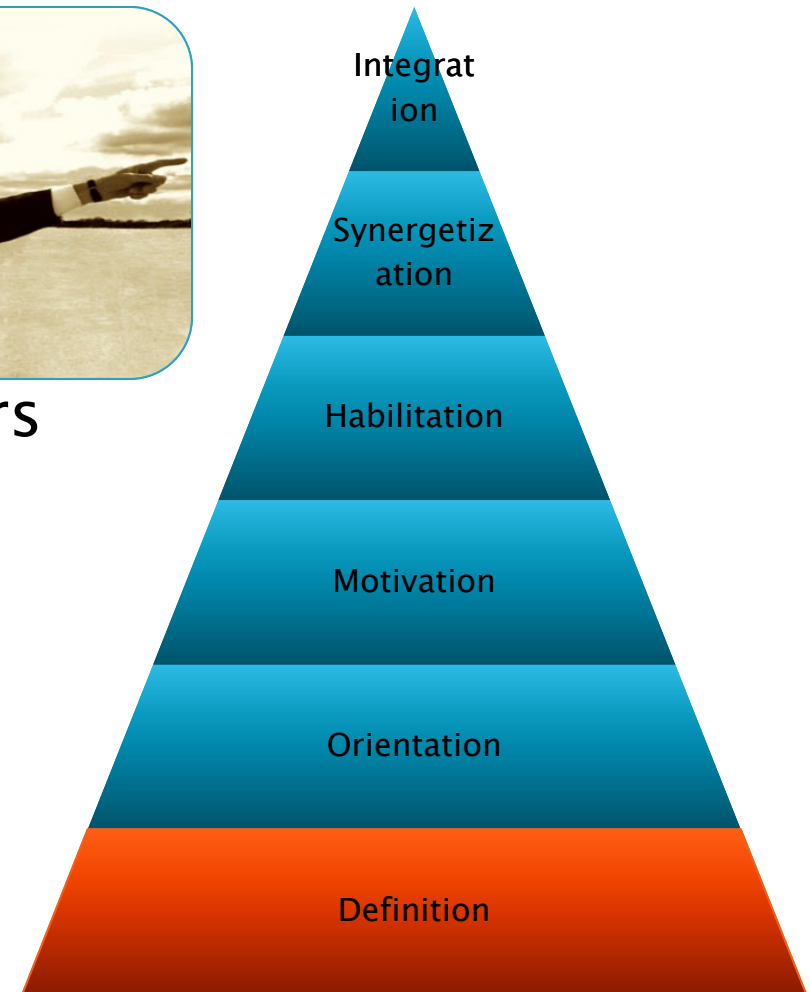 Integrat
ion
Synergetiz
ation
rs
Habilitation
Motivation
Orientation
Definition